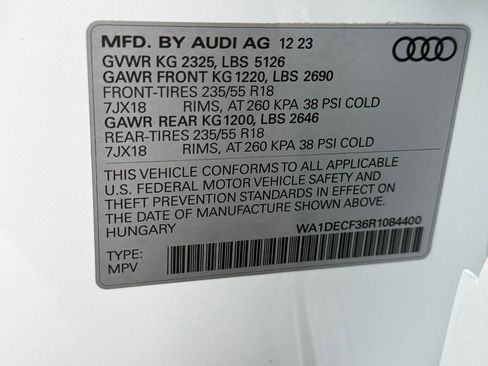 MFD. BY AUDI AG 12 23
GVWR KG 2325, LBS 5126
GAWR FRONT KG 1220, LBS 2690
FRONT-TIRES 235/55 R18
7JX18 RIMS, AT 260 KPA 38 PSI COLD
GAWR REAR KG1200, LBS 2646
REAR-TIRES 235/55 R18
7JX18 RIMS, AT 260 KPA 38 PSI COLD
THIS VEHICLE CONFORMS TO ALL APPLICABLE
U.S. FEDERAL MOTOR VEHICLE SAFETY AND
THEFT PREVENTION STANDARDS IN EFFECT ON
THE DATE OF MANUFACTURE SHOWN ABOVE.
HUNGARY
WA1DECF36R1084400
TYPE:
MPV